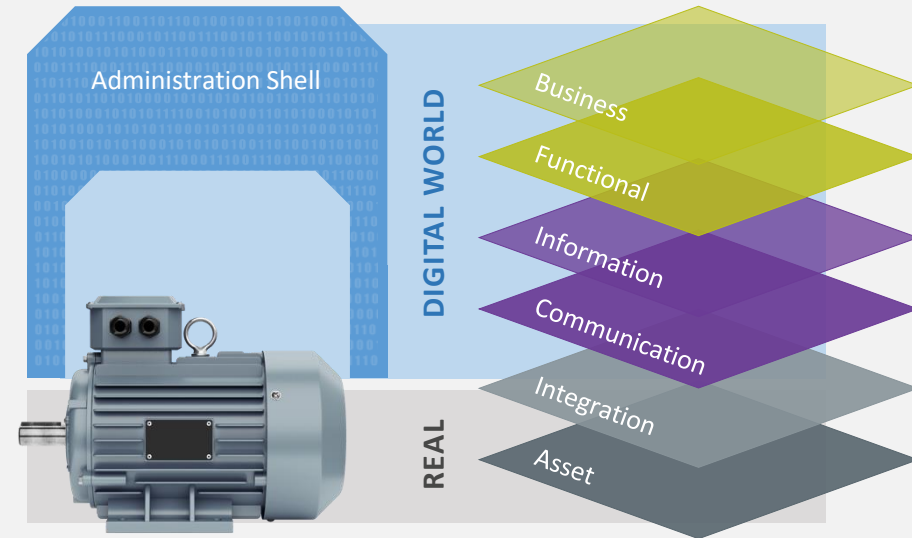 Administration Shell
DIGITAL WORLD
REAL
Business
Functional
Information
Communication
Integration
Asset